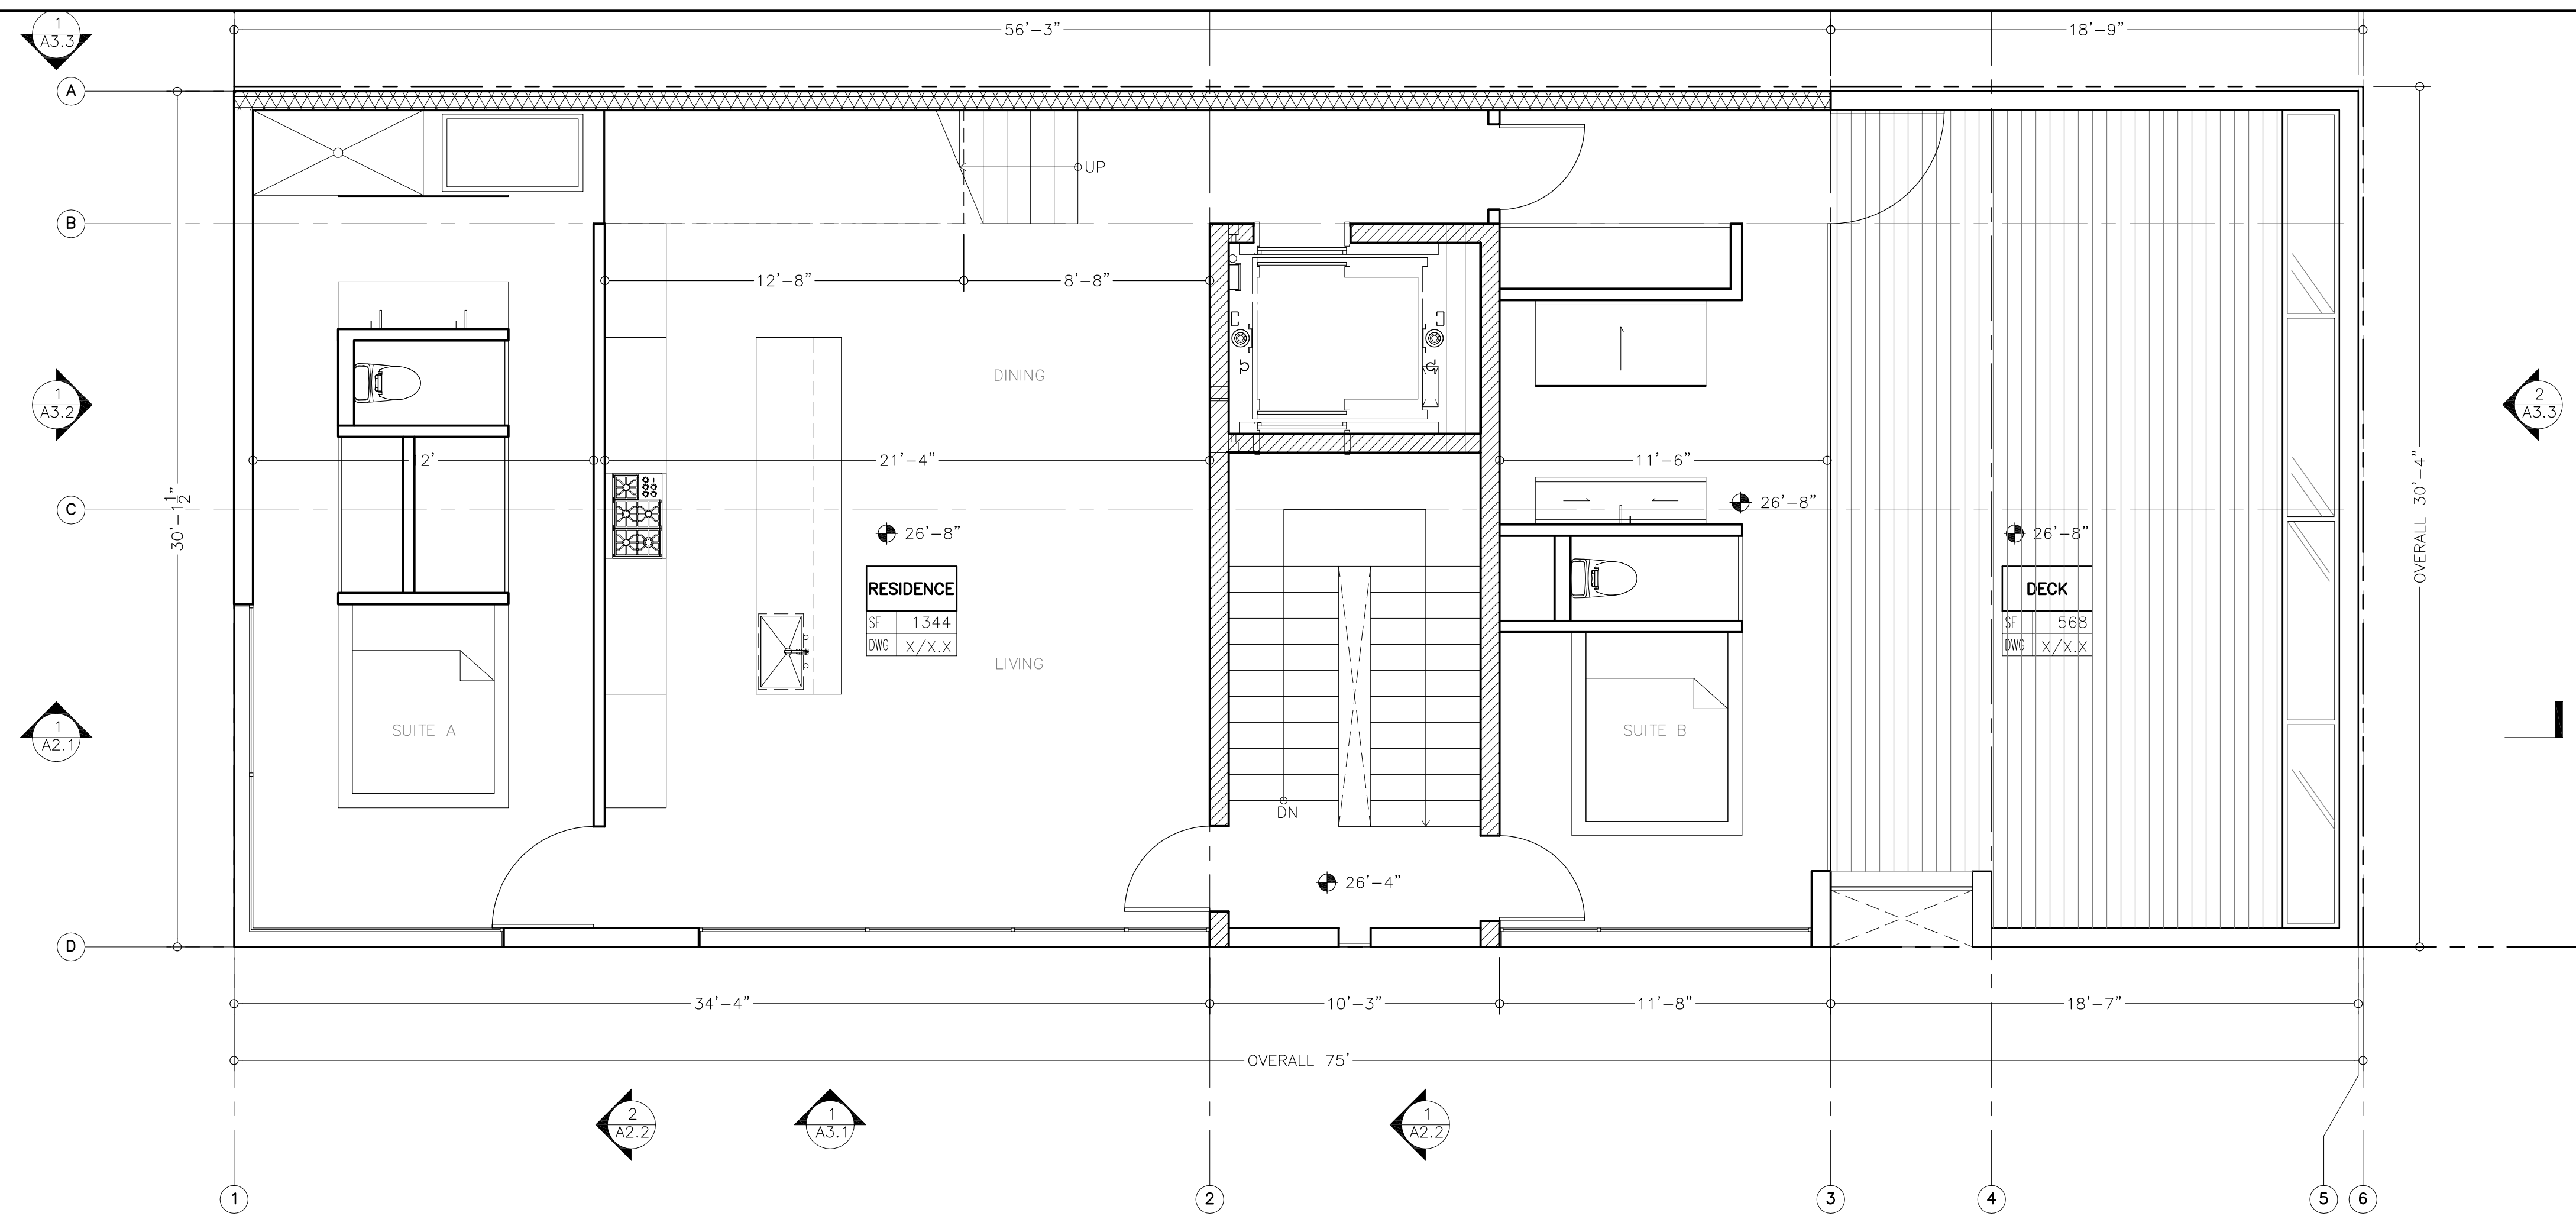 1
A3.3
56'-3"
18'-9"
A
UP
B
12'-8"
8'-8"
DINING
1
A3.2
2
A3.3
12'
21'-4"
11'-6"
30'-1 1/2"
C
26'-8"
26'-8"
26'-8"
OVERALL 30'-4"
RESIDENCE
SF 1344
DWG X/X.X
DECK
SF 568
DWG X/X.X
LIVING
1
A2.1
SUITE A
SUITE B
DN
26'-4"
D
34'-4"
10'-3"
11'-8"
18'-7"
OVERALL 75'
2
A2.2
1
A3.1
1
A2.2
1
2
3
4
5
6